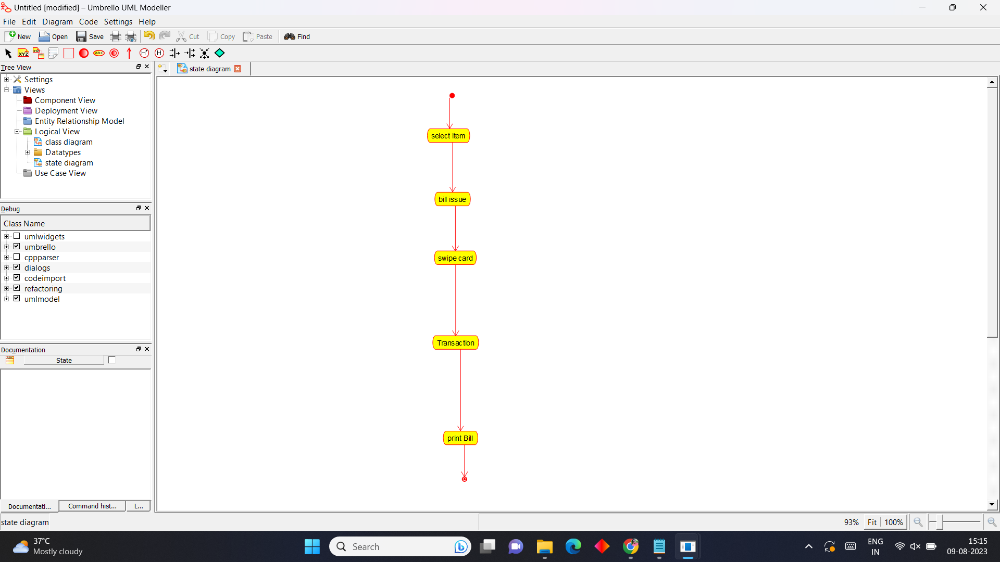 Untitled [modified] – Umbrello UML Modeller
File Edit Diagram Code Settings Help
New Open Save Cut Copy Paste Find
XYZ XYZ ABC H* H
Tree View
state diagram
Settings
Views
Component View
Deployment View
Entity Relationship Model
Logical View
class diagram
Datatypes
state diagram
Use Case View
Debug
Class Name
umlwidgets
umbrello
cppparser
dialogs
codeimport
refactoring
umlmodel
Documentation
ABC
State
Documentati... Command hist... L...
select item
bill issue
swipe card
Transaction
print Bill
state diagram
93% Fit 100%
37°C
Mostly cloudy
Search
ENG
IN
15:15
09-08-2023